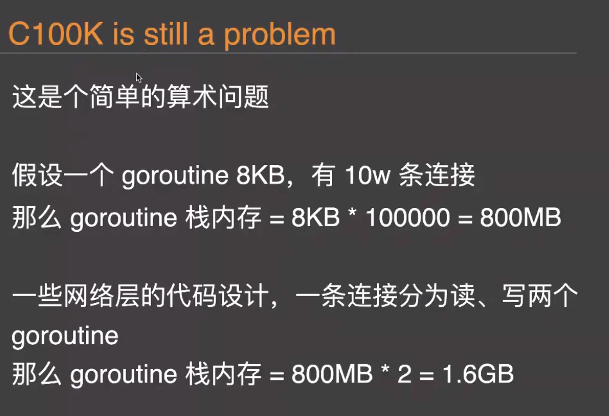 C100K is still a problem
这是个简单的算术问题
假设一个 goroutine 8KB，有 10w 条连接
那么 goroutine 栈内存 = 8KB * 100000 = 800MB
一些网络层的代码设计，一条连接分为读、写两个
goroutine
那么 goroutine 栈内存 = 800MB * 2 = 1.6GB